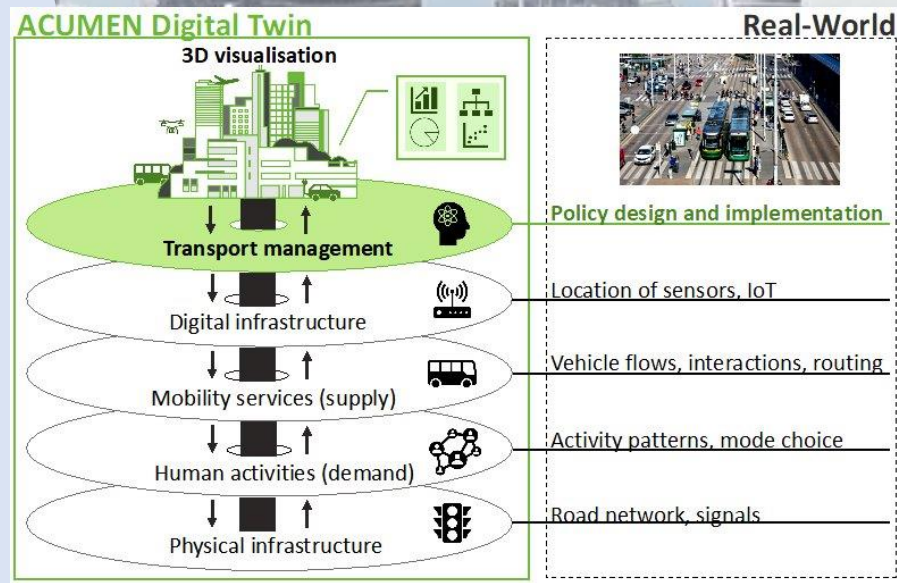 ACUMEN Digital Twin
Real-World
3D visualisation
Policy design and implementation
Transport management
Location of sensors, IoT
Digital infrastructure
Vehicle flows, interactions, routing
Mobility services (supply)
Activity patterns, mode choice
Human activities (demand)
Road network, signals
Physical infrastructure